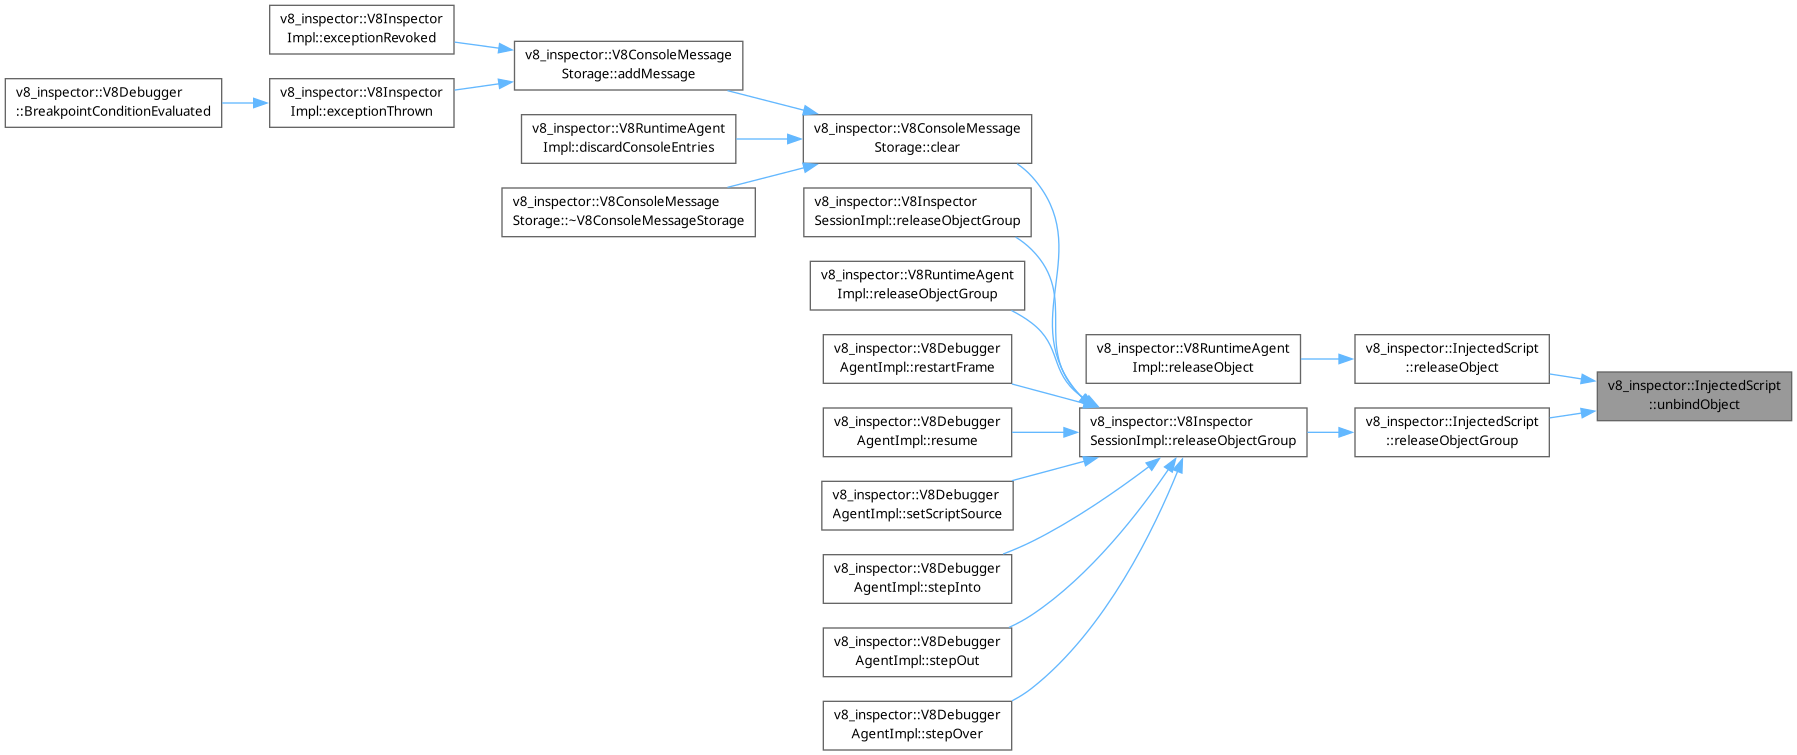 v8_inspector::V8Inspector
Impl::exceptionRevoked
v8_inspector::V8ConsoleMessage
Storage::addMessage
v8_inspector::V8Debugger
::BreakpointConditionEvaluated
v8_inspector::V8Inspector
Impl::exceptionThrown
v8_inspector::V8RuntimeAgent
Impl::discardConsoleEntries
v8_inspector::V8ConsoleMessage
Storage::clear
v8_inspector::V8ConsoleMessage
Storage::~V8ConsoleMessageStorage
v8_inspector::V8Inspector
SessionImpl::releaseObjectGroup
v8_inspector::V8RuntimeAgent
Impl::releaseObjectGroup
v8_inspector::V8Debugger
AgentImpl::restartFrame
v8_inspector::V8RuntimeAgent
Impl::releaseObject
v8_inspector::InjectedScript
::releaseObject
v8_inspector::InjectedScript
::unbindObject
v8_inspector::V8Debugger
AgentImpl::resume
v8_inspector::V8Inspector
SessionImpl::releaseObjectGroup
v8_inspector::InjectedScript
::releaseObjectGroup
v8_inspector::V8Debugger
AgentImpl::setScriptSource
v8_inspector::V8Debugger
AgentImpl::stepInto
v8_inspector::V8Debugger
AgentImpl::stepOut
v8_inspector::V8Debugger
AgentImpl::stepOver